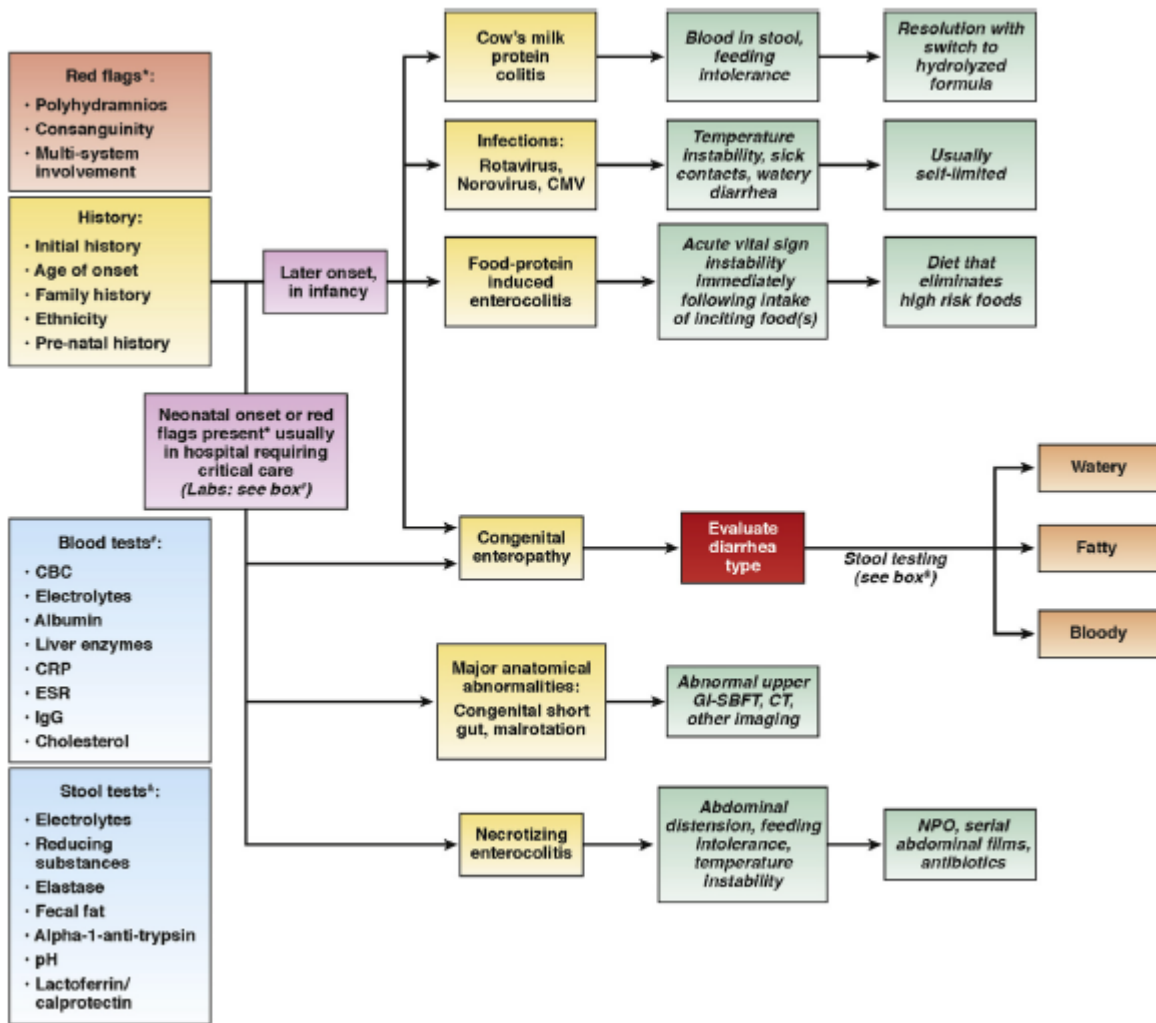 Red flags*:
· Polyhydramnios
· Consanguinity
· Multi-system
involvement
History:
· Initial history
· Age of onset
· Family history
· Ethnicity
· Pre-natal history
Later onset,
in infancy
Neonatal onset or red
flags present* usually
in hospital requiring
critical care
(Labs: see box#)
Blood tests#:
· CBC
· Electrolytes
· Albumin
· Liver enzymes
· CRP
· ESR
· IgG
· Cholesterol
Stool tests&:
· Electrolytes
· Reducing
substances
· Elastase
· Fecal fat
· Alpha-1-anti-trypsin
· pH
· Lactoferrin/
calprotectin
Cow's milk
protein
colitis
Blood in stool,
feeding
intolerance
Resolution with
switch to
hydrolyzed
formula
Infections:
Rotavirus,
Norovirus, CMV
Temperature
instability, sick
contacts, watery
diarrhea
Usually
self-limited
Food-protein
induced
enterocolitis
Acute vital sign
instability
immediately
following intake
of inciting food(s)
Diet that
eliminates
high risk foods
Congenital
enteropathy
Evaluate
diarrhea
type
Stool testing
(see box&)
Watery
Fatty
Bloody
Major anatomical
abnormalities:
Congenital short
gut, malrotation
Abnormal upper
GI-SBFT, CT,
other imaging
Necrotizing
enterocolitis
Abdominal
distension, feeding
intolerance,
temperature
instability
NPO, serial
abdominal films,
antibiotics